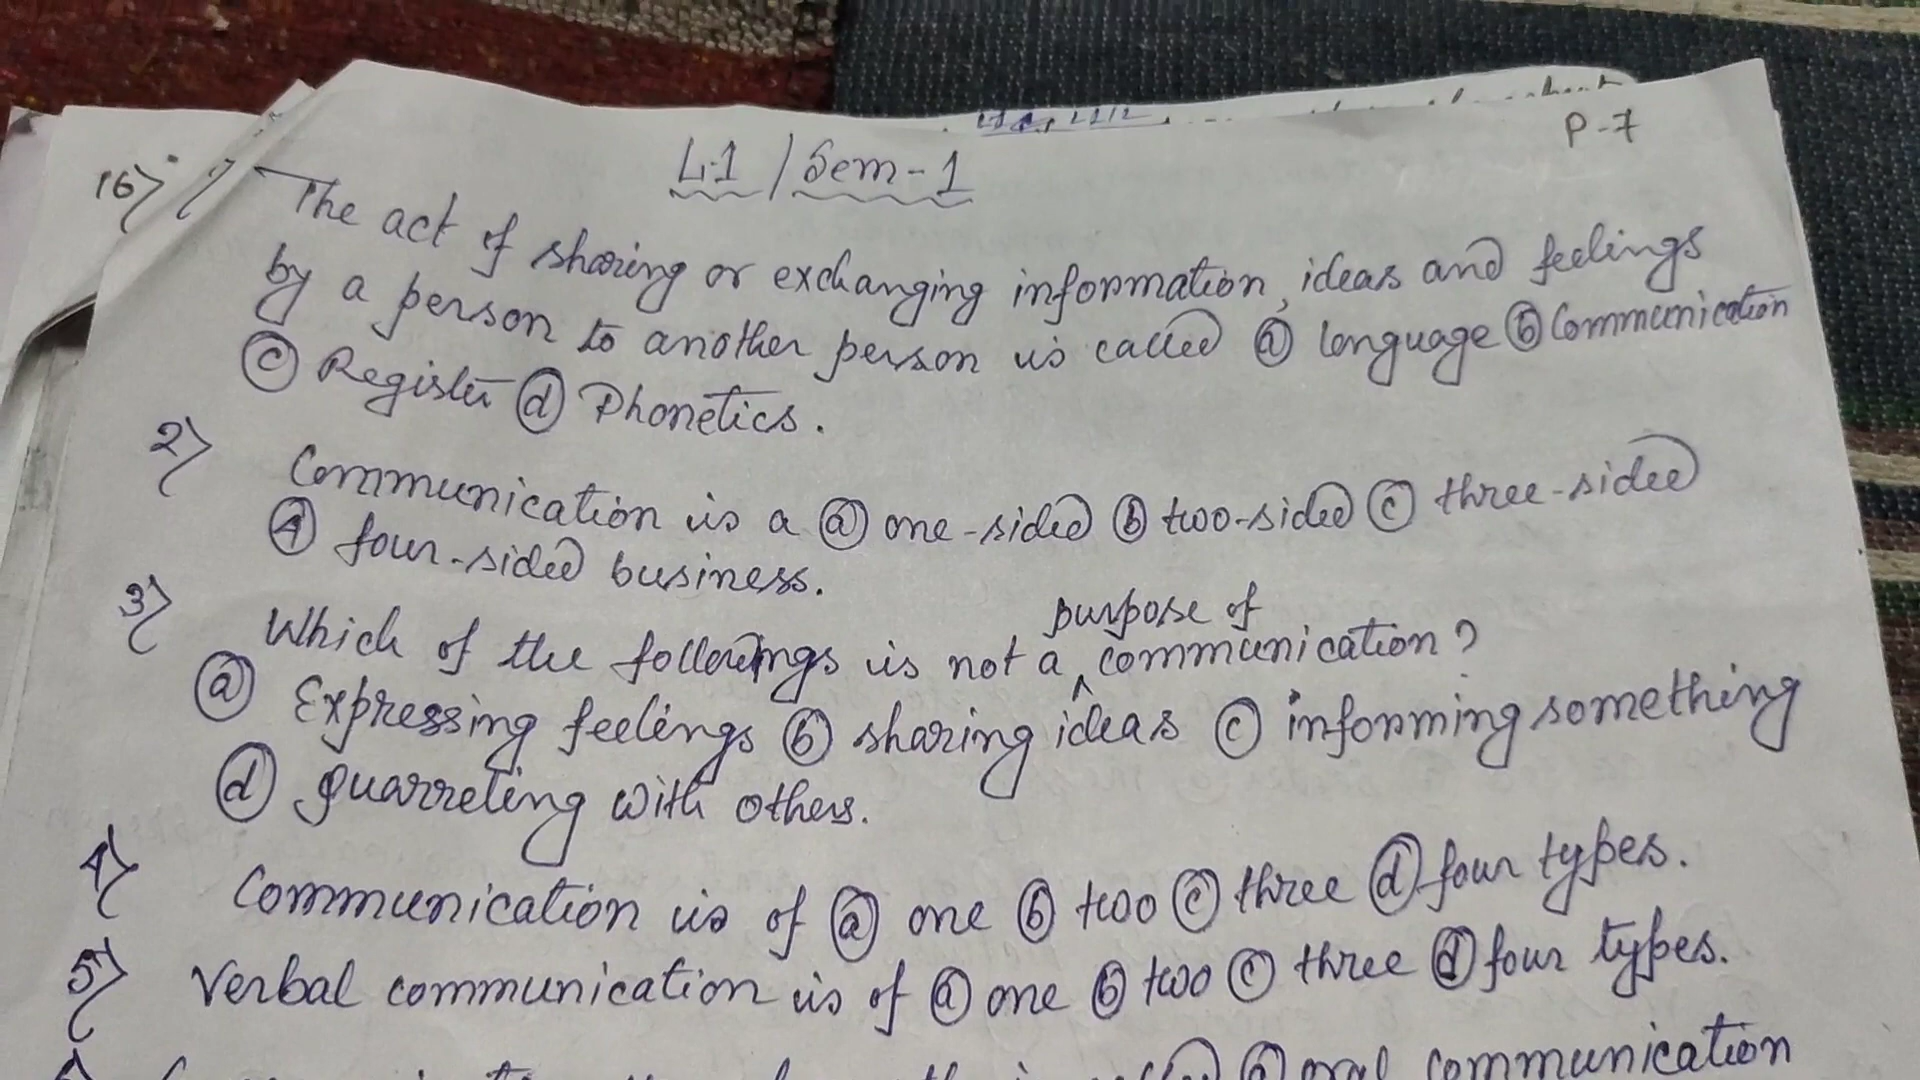 P-7
L-1 / Sem-1
16)
1) The act of sharing or exchanging information, ideas and feelings
by a person to another person is called ⓐ language ⓑ Communication
ⓒ Register ⓓ Phonetics.
2) Communication is a ⓐ one-sided ⓑ two-sided ⓒ three-sided
ⓓ four-sided business.
3) Which of the followings is not a purpose of communication?
ⓐ Expressing feelings ⓑ sharing ideas ⓒ informing something
ⓓ quarreling with others.
4) Communication is of ⓐ one ⓑ two ⓒ three ⓓ four types.
5) Verbal communication is of ⓐ one ⓑ two ⓒ three ⓓ four types.
ⓐ oral communication